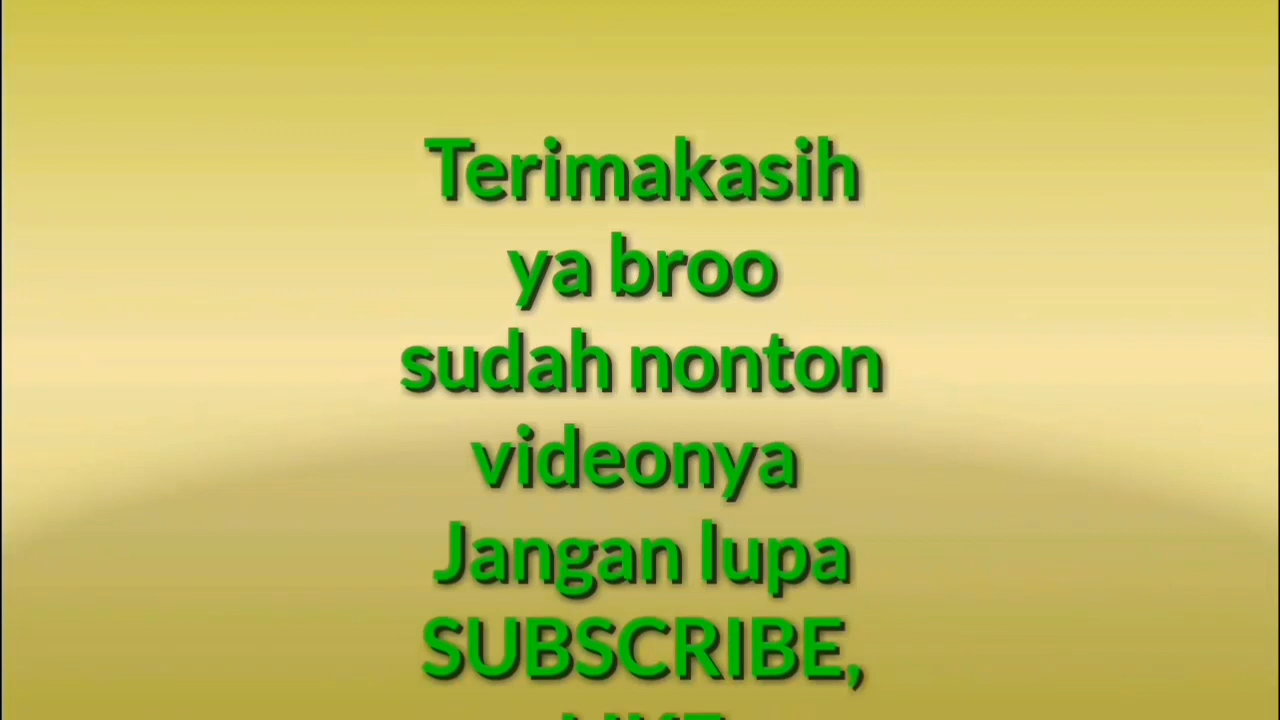 Terimakasih
ya broo
sudah nonton
videonya
Jangan lupa
SUBSCRIBE,